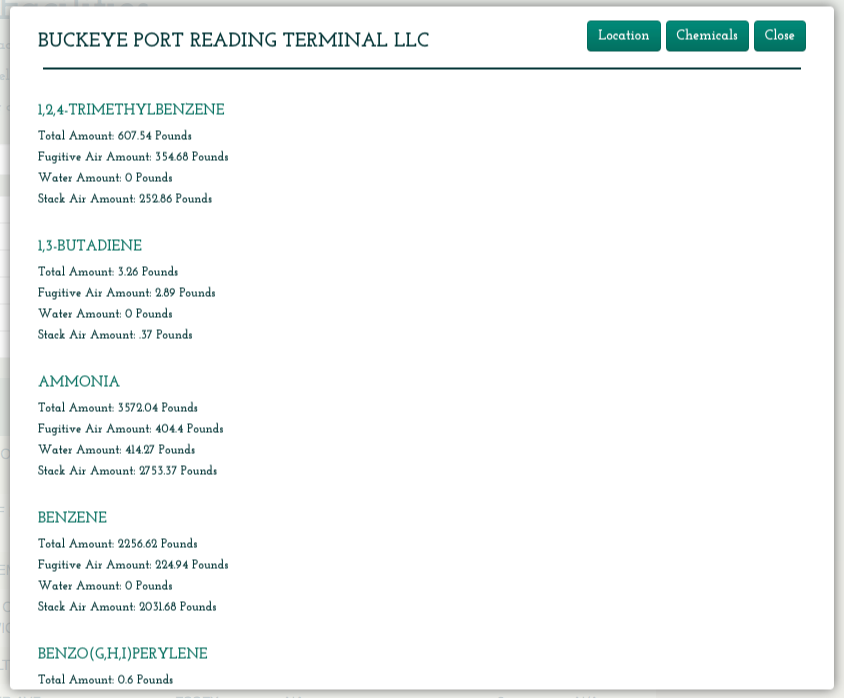 BUCKEYE PORT READING TERMINAL LLC
Location Chemicals Close
1,2,4-TRIMETHYLBENZENE
Total Amount: 607.54 Pounds
Fugitive Air Amount: 354.68 Pounds
Water Amount: 0 Pounds
Stack Air Amount: 252.86 Pounds
1,3-BUTADIENE
Total Amount: 3.26 Pounds
Fugitive Air Amount: 2.89 Pounds
Water Amount: 0 Pounds
Stack Air Amount: .37 Pounds
AMMONIA
Total Amount: 3572.04 Pounds
Fugitive Air Amount: 404.4 Pounds
Water Amount: 414.27 Pounds
Stack Air Amount: 2753.37 Pounds
BENZENE
Total Amount: 2256.62 Pounds
Fugitive Air Amount: 224.94 Pounds
Water Amount: 0 Pounds
Stack Air Amount: 2031.68 Pounds
BENZO(G,H,I)PERYLENE
Total Amount: 0.6 Pounds